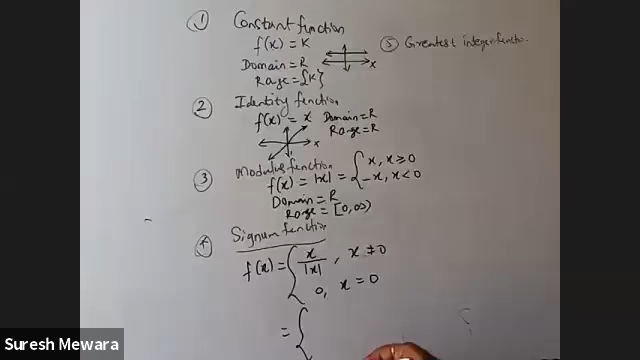 ① Constant function
f(x) = K
Domain = R
Range = {K}
x
② Identity function
f(x) = x Domain = R
Range = R
x
③ Modulus function
f(x) = |x| = { x, x ≥ 0
-x, x < 0
Domain = R
Range = [0, ∞)
④ Signum function
f(x) = { x/|x| , x ≠ 0
0, x = 0
= {
⑤ Greatest integer functio
Suresh Mewara